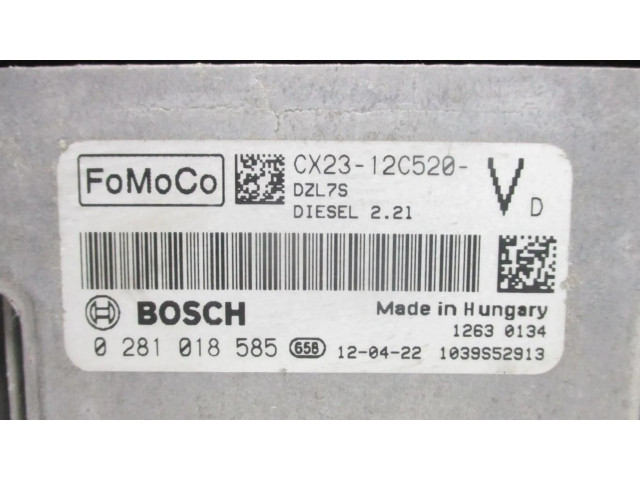 FoMoCo
CX23-12C520- V D
DZL7S
DIESEL 2.2l
BOSCH
Made in Hungary
1263 0134
0 281 018 585 658 12-04-22 1039S52913